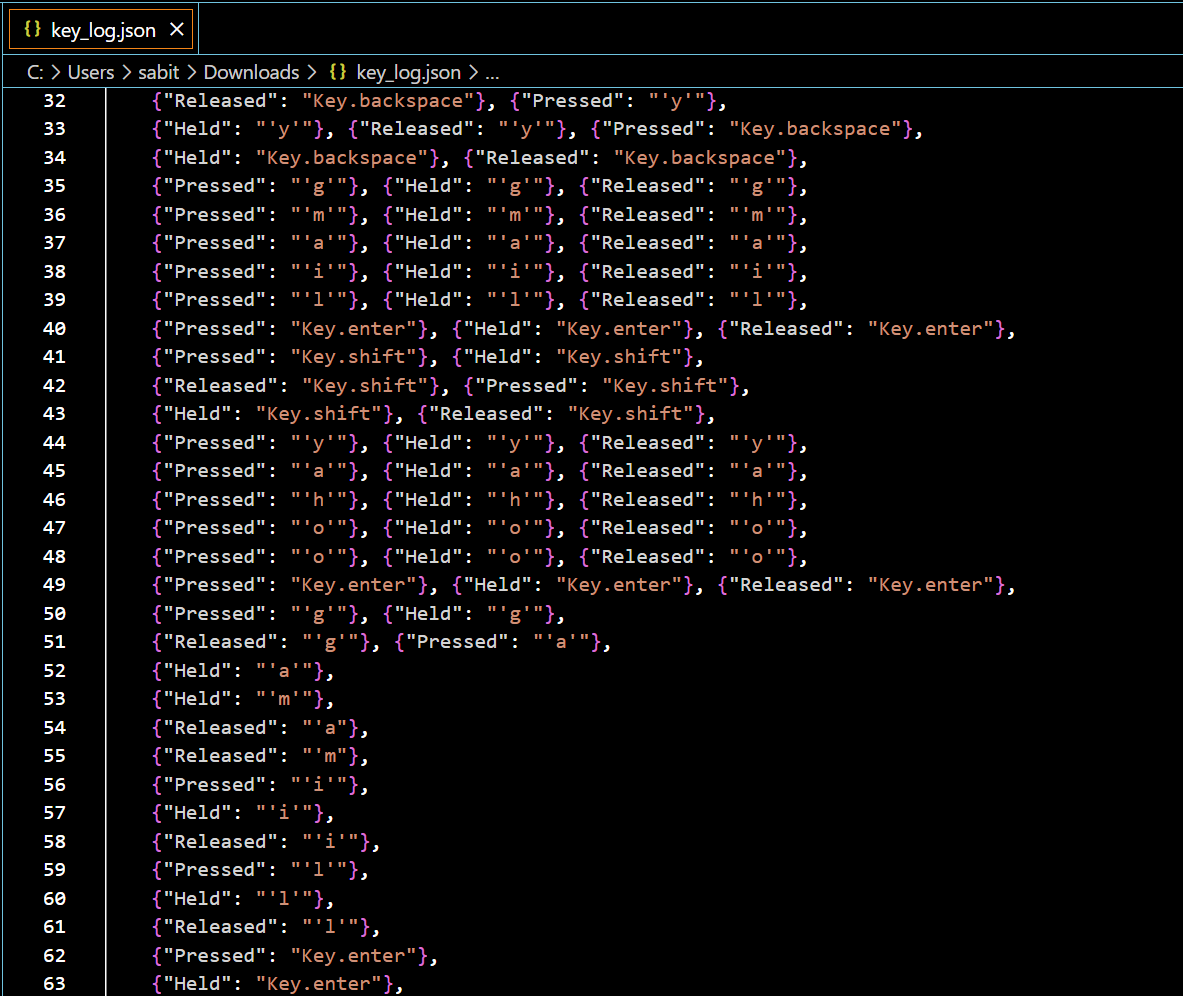 {} key_log.json ×
C: > Users > sabit > Downloads > {} key_log.json > ...
32 {"Released": "Key.backspace"}, {"Pressed": "'y'"},
33 {"Held": "'y'"}, {"Released": "'y'"}, {"Pressed": "Key.backspace"},
34 {"Held": "Key.backspace"}, {"Released": "Key.backspace"},
35 {"Pressed": "'g'"}, {"Held": "'g'"}, {"Released": "'g'"},
36 {"Pressed": "'m'"}, {"Held": "'m'"}, {"Released": "'m'"},
37 {"Pressed": "'a'"}, {"Held": "'a'"}, {"Released": "'a'"},
38 {"Pressed": "'i'"}, {"Held": "'i'"}, {"Released": "'i'"},
39 {"Pressed": "'l'"}, {"Held": "'l'"}, {"Released": "'l'"},
40 {"Pressed": "Key.enter"}, {"Held": "Key.enter"}, {"Released": "Key.enter"},
41 {"Pressed": "Key.shift"}, {"Held": "Key.shift"},
42 {"Released": "Key.shift"}, {"Pressed": "Key.shift"},
43 {"Held": "Key.shift"}, {"Released": "Key.shift"},
44 {"Pressed": "'y'"}, {"Held": "'y'"}, {"Released": "'y'"},
45 {"Pressed": "'a'"}, {"Held": "'a'"}, {"Released": "'a'"},
46 {"Pressed": "'h'"}, {"Held": "'h'"}, {"Released": "'h'"},
47 {"Pressed": "'o'"}, {"Held": "'o'"}, {"Released": "'o'"},
48 {"Pressed": "'o'"}, {"Held": "'o'"}, {"Released": "'o'"},
49 {"Pressed": "Key.enter"}, {"Held": "Key.enter"}, {"Released": "Key.enter"},
50 {"Pressed": "'g'"}, {"Held": "'g'"},
51 {"Released": "'g'"}, {"Pressed": "'a'"},
52 {"Held": "'a'"},
53 {"Held": "'m'"},
54 {"Released": "'a"},
55 {"Released": "'m"},
56 {"Pressed": "'i'"},
57 {"Held": "'i'"},
58 {"Released": "'i'"},
59 {"Pressed": "'l'"},
60 {"Held": "'l'"},
61 {"Released": "'l'"},
62 {"Pressed": "Key.enter"},
63 {"Held": "Key.enter"},